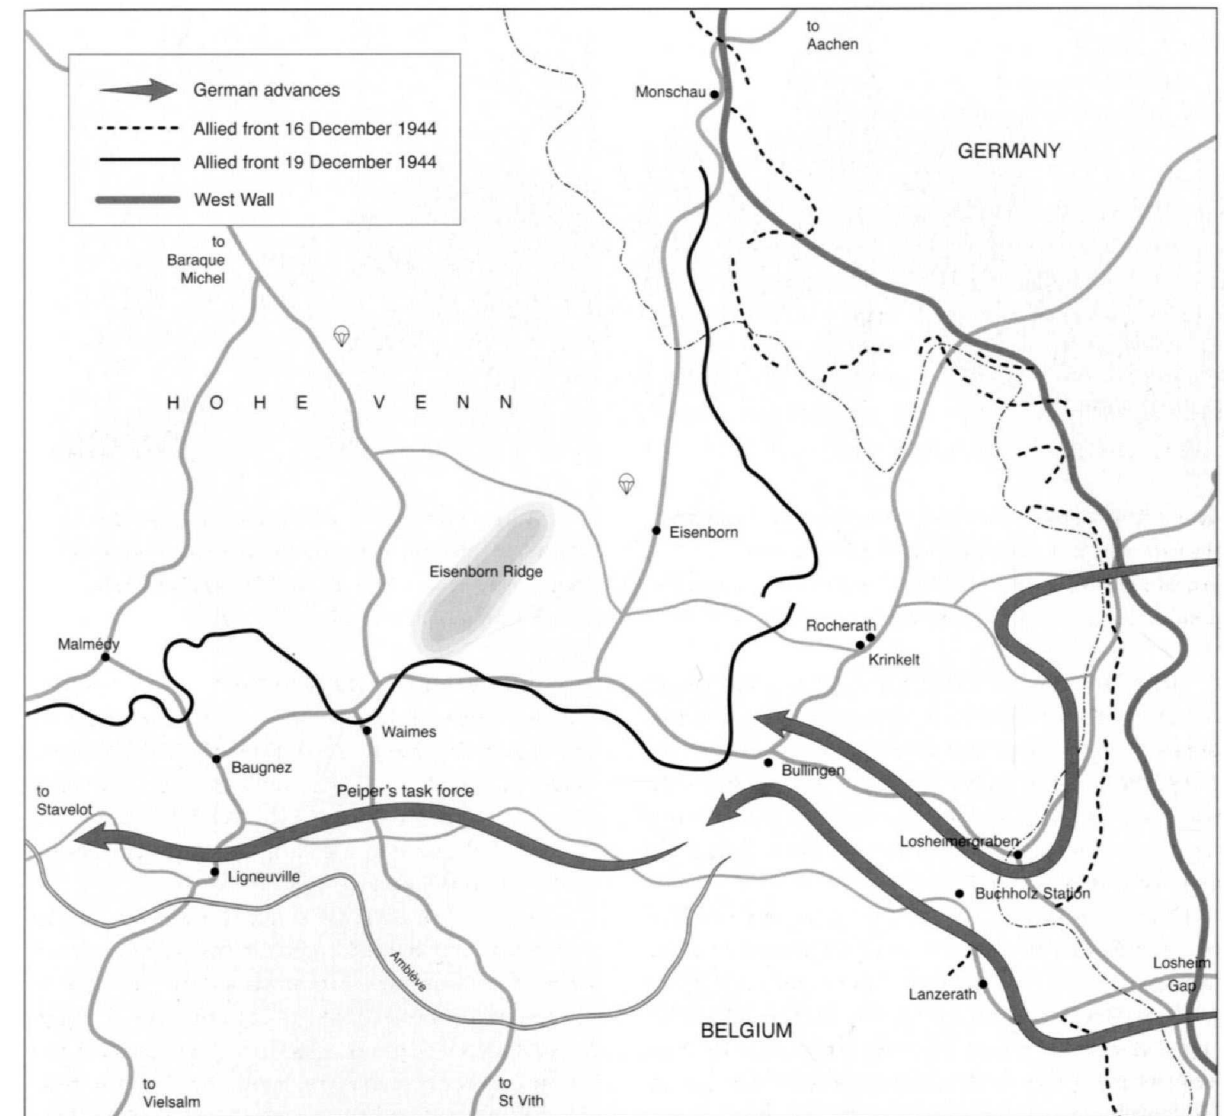 to
Aachen
Monschau
German advances
Allied front 16 December 1944
Allied front 19 December 1944
West Wall
GERMANY
to
Baraque
Michel
HOHE VENN
Eisenborn
Eisenborn Ridge
Rocherath
Krinkelt
Malmédy
Waimes
Baugnez
Bullingen
to
Stavelot
Peiper's task force
Losheimergraben
Ligneuville
Buchholz Station
Amblève
Losheim
Gap
Lanzerath
BELGIUM
to
Vielsalm
to
St Vith